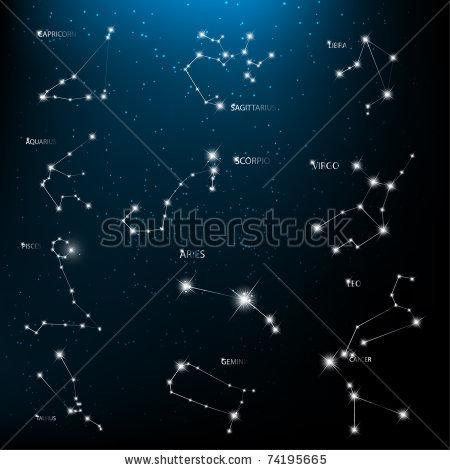 CAPRICORN
SAGITTARIUS
LIBRA
AQUARIUS
SCORPIO
VIRGO
PISCES
ARIES
LEO
TAURUS
GEMINI
CANCER
shutterstock
www.shutterstock.com · 74195665